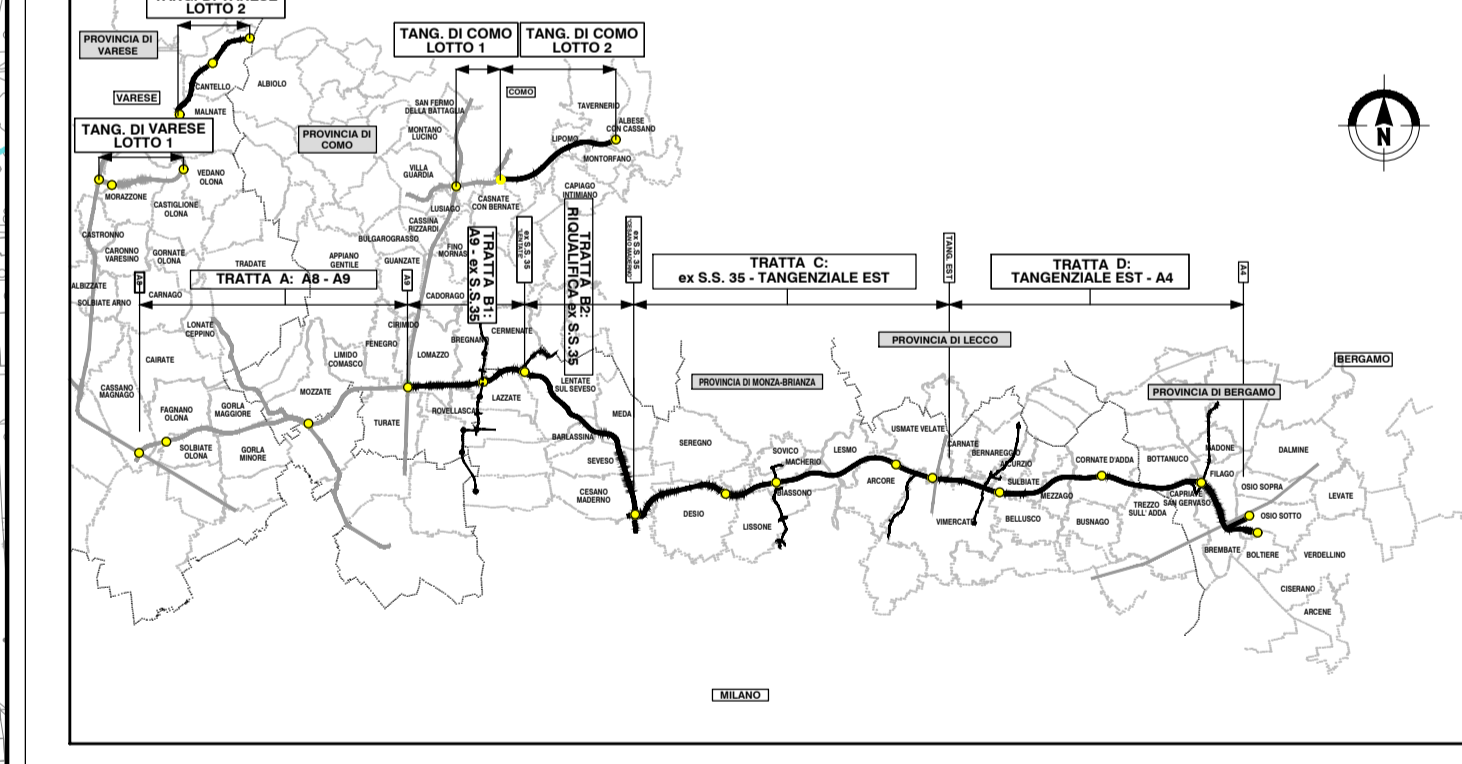 TANG. DI VARESE
LOTTO 2
PROVINCIA DI
VARESE
TANG. DI COMO
LOTTO 1
TANG. DI COMO
LOTTO 2
CANTELLO
ALBIOLO
VARESE
MALNATE
COMO
SAN FERMO
DELLA BATTAGLIA
TAVERNERIO
ALBESE
CON CASSANO
TANG. DI VARESE
LOTTO 1
PROVINCIA DI
COMO
MONTANO
LUCINO
LIPOMO
MONTORFANO
N
VEDANO
OLONA
VILLA
GUARDIA
MORAZZONE
CASTIGLIONE
OLONA
CAPIAGO
INTIMIANO
CASNATE
CON BERNATE
LUSIAGO
CASSINA
RIZZARDI
CASTRONNO
BULGAROGRASSO
CARONNO
VARESINO
GORNATE
OLONA
TRADATE
APPIANO
GENTILE
GUANZATE
FINO
MORNAS
TRATTA A: A8 - A9
A8
A9
TRATTA B1:
A9 - ex S.S.35
ex S.S. 35
TRATTA B2:
RIQUALIFICA ex S.S.35
ex S.S. 35
TRATTA C:
ex S.S. 35 - TANGENZIALE EST
TANG. EST
TRATTA D:
TANGENZIALE EST - A4
A4
ALBIZZATE
SOLBIATE ARNO
CARNAGO
CADORAGO
LONATE
CEPPINO
CIRIMIDO
FENEGRO
CERMENATE
BREGNANO
PROVINCIA DI LECCO
CAIRATE
LIMIDO
COMASCO
LOMAZZO
BERGAMO
CASSANO
MAGNAGO
MOZZATE
LENTATE
SUL SEVESO
PROVINCIA DI MONZA-BRIANZA
PROVINCIA DI BERGAMO
FAGNANO
OLONA
GORLA
MAGGIORE
ROVELLASCA
LAZZATE
MEDA
TURATE
SOLBIATE
OLONA
GORLA
MINORE
BARLASSINA
SEREGNO
USMATE VELATE
CARNATE
BERNAREGGIO
SOVICO
MACHERIO
LESMO
SEVESO
CORNATE D'ADDA
BOTTANUCO
MADONE
DALMINE
FILAGO
ARCORE
SULBIATE
MEZZAGO
OSIO SOPRA
CESANO
MADERNO
BIASSONO
CAPRIATE
SAN GERVASO
LEVATE
DESIO
LISSONE
VIMERCATE
BELLUSCO
BUSNAGO
TREZZO
SULL' ADDA
OSIO SOTTO
BREMBATE
BOLTIERE
VERDELLINO
CISERANO
ARCENE
MILANO